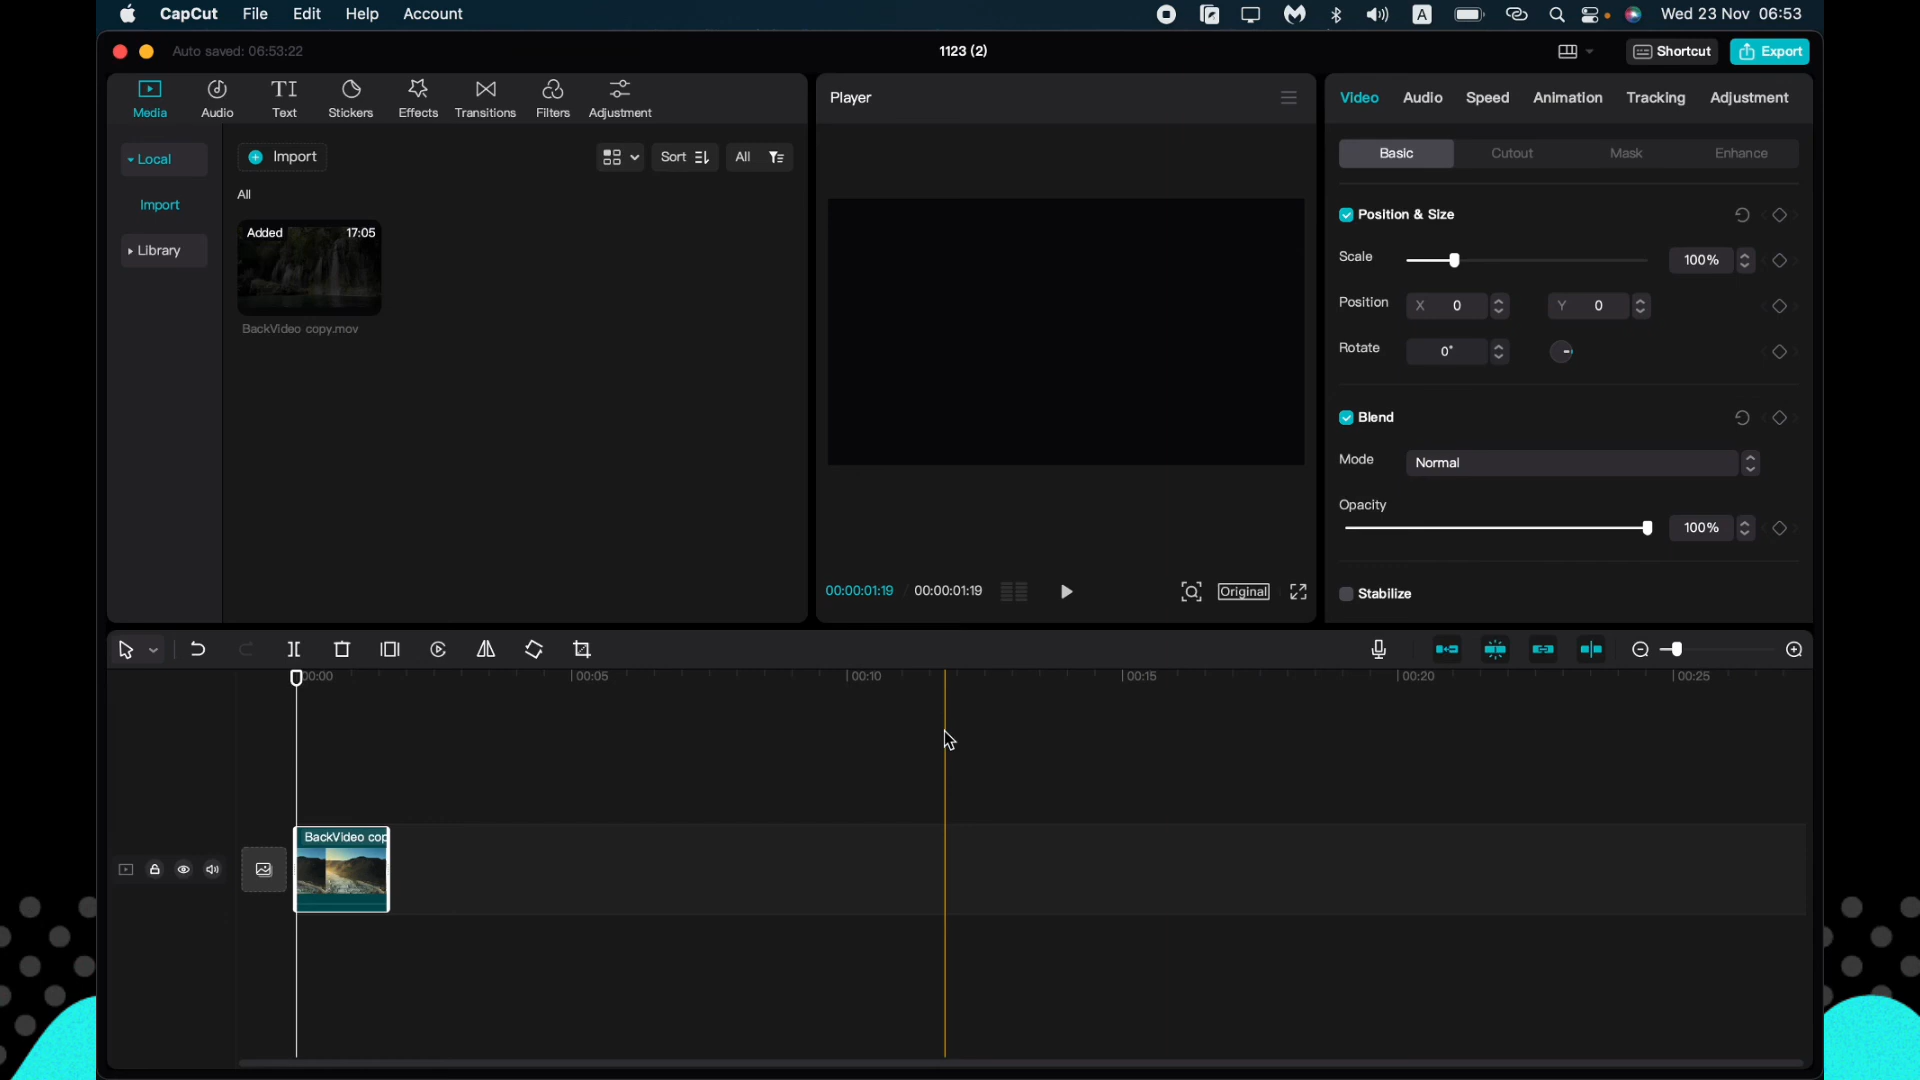 CapCut File Edit Help Account A Wed 23 Nov 06:53
Auto saved: 06:53:22 1123 (2) Shortcut Export
Media Audio Text Stickers Effects Transitions Filters Adjustment
Local
Import
Library
Import Sort All
All
Added 17:05
BackVideo copy.mov
Player
00:00:01:19 / 00:00:01:19 Original
Video Audio Speed Animation Tracking Adjustment
Basic Cutout Mask Enhance
Position & Size
Scale 100%
Position X 0 Y 0
Rotate 0°
Blend
Mode Normal
Opacity
100%
Stabilize
00:00 00:05 00:10 00:15 00:20 00:25
BackVideo cop